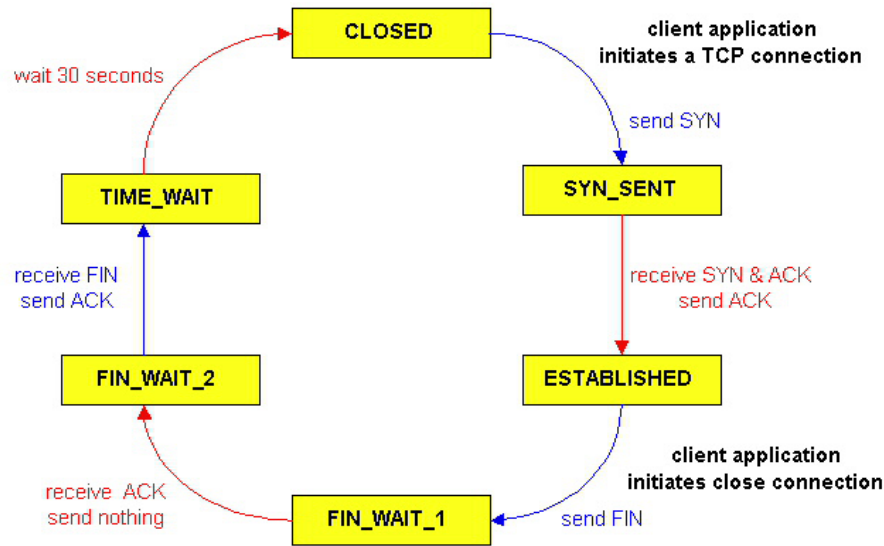 CLOSED
client application
initiates a TCP connection
wait 30 seconds
send SYN
TIME_WAIT
SYN_SENT
receive FIN
send ACK
receive SYN & ACK
send ACK
FIN_WAIT_2
ESTABLISHED
client application
initiates close connection
receive ACK
send nothing
FIN_WAIT_1
send FIN